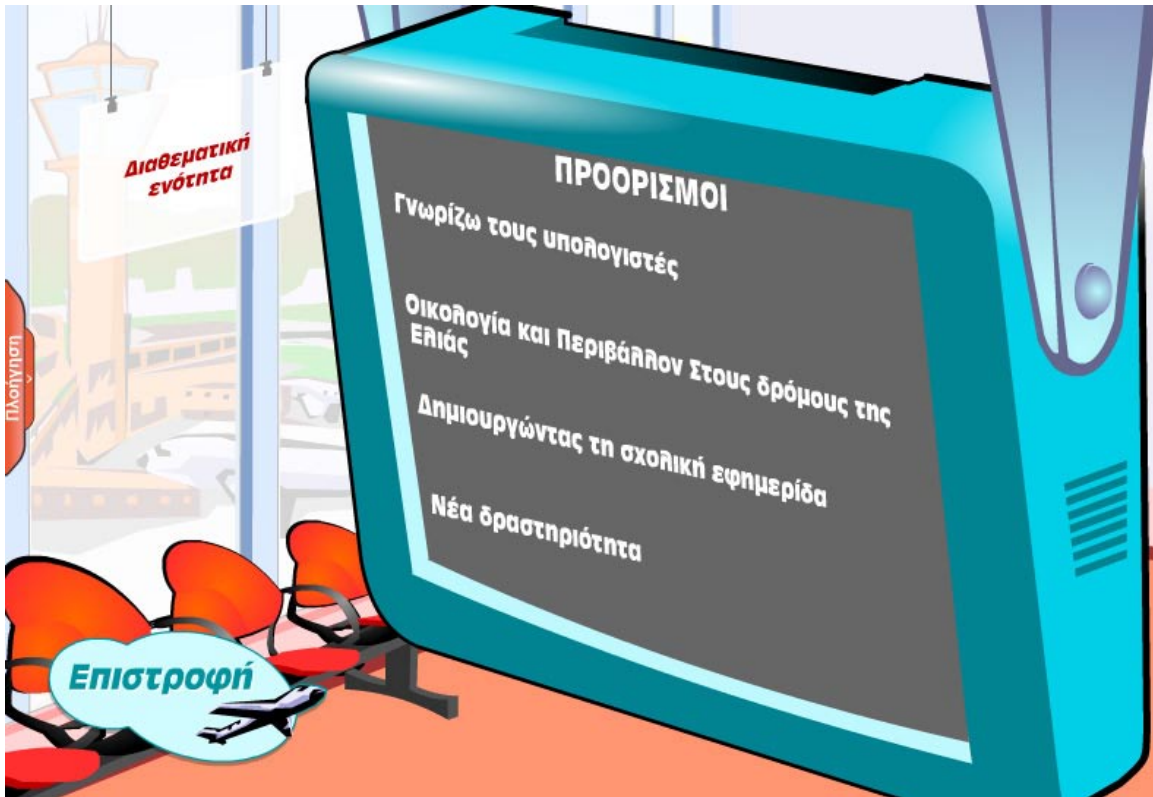 Διαθεματική
ενότητα
ΠΡΟΟΡΙΣΜΟΙ
Γνωρίζω τους υπολογιστές
Οικολογία και Περιβάλλον Στους δρόμους της
Ελιάς
Δημιουργώντας τη σχολική εφημερίδα
Νέα δραστηριότητα
Πλοήγηση
Επιστροφή